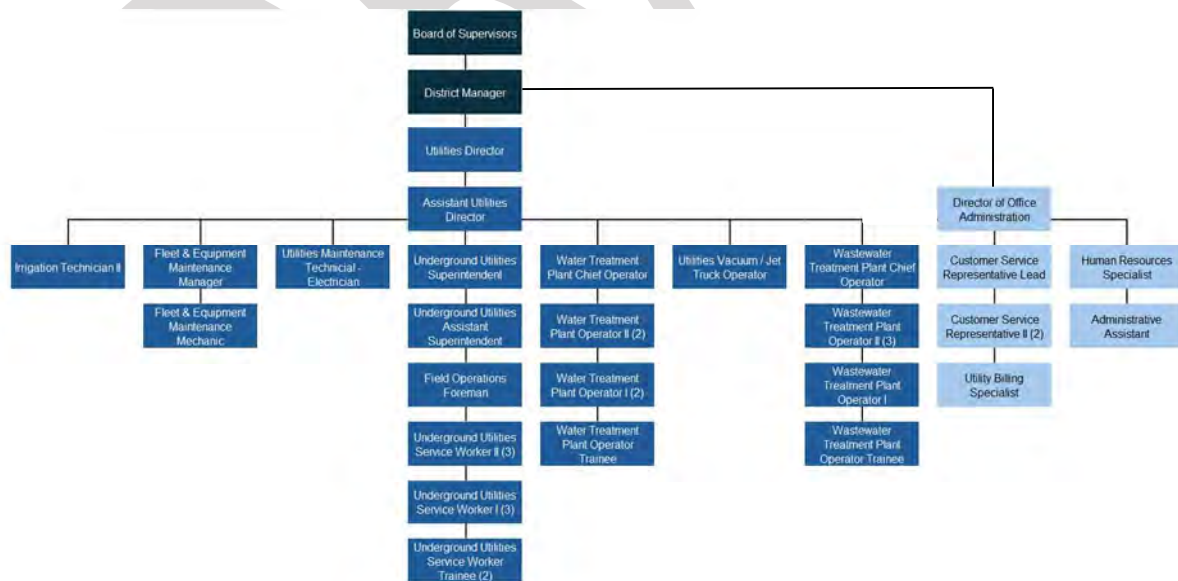 Board of Supervisors
District Manager
Utilities Director
Assistant Utilities
Director
Director of Office
Administration
Irrigation Technician II
Fleet & Equipment
Maintenance
Manager
Utilities Maintenance
Technicial -
Electrician
Underground Utilities
Superintendent
Water Treatment
Plant Chief Operator
Utilities Vacuum / Jet
Truck Operator
Wastewater
Treatment Plant Chief
Operator
Customer Service
Representative Lead
Human Resources
Specialist
Fleet & Equipment
Maintenance
Mechanic
Underground Utilities
Assistant
Superintendent
Water Treatment
Plant Operator II (2)
Wastewater
Treatment Plant
Operator II (3)
Customer Service
Representative II (2)
Administrative
Assistant
Field Operations
Foreman
Water Treatment
Plant Operator I (2)
Wastewater
Treatment Plant
Operator I
Utility Billing
Specialist
Underground Utilities
Service Worker II (3)
Water Treatment
Plant Operator
Trainee
Wastewater
Treatment Plant
Operator Trainee
Underground Utilities
Service Worker I (3)
Underground Utilities
Service Worker
Trainee (2)